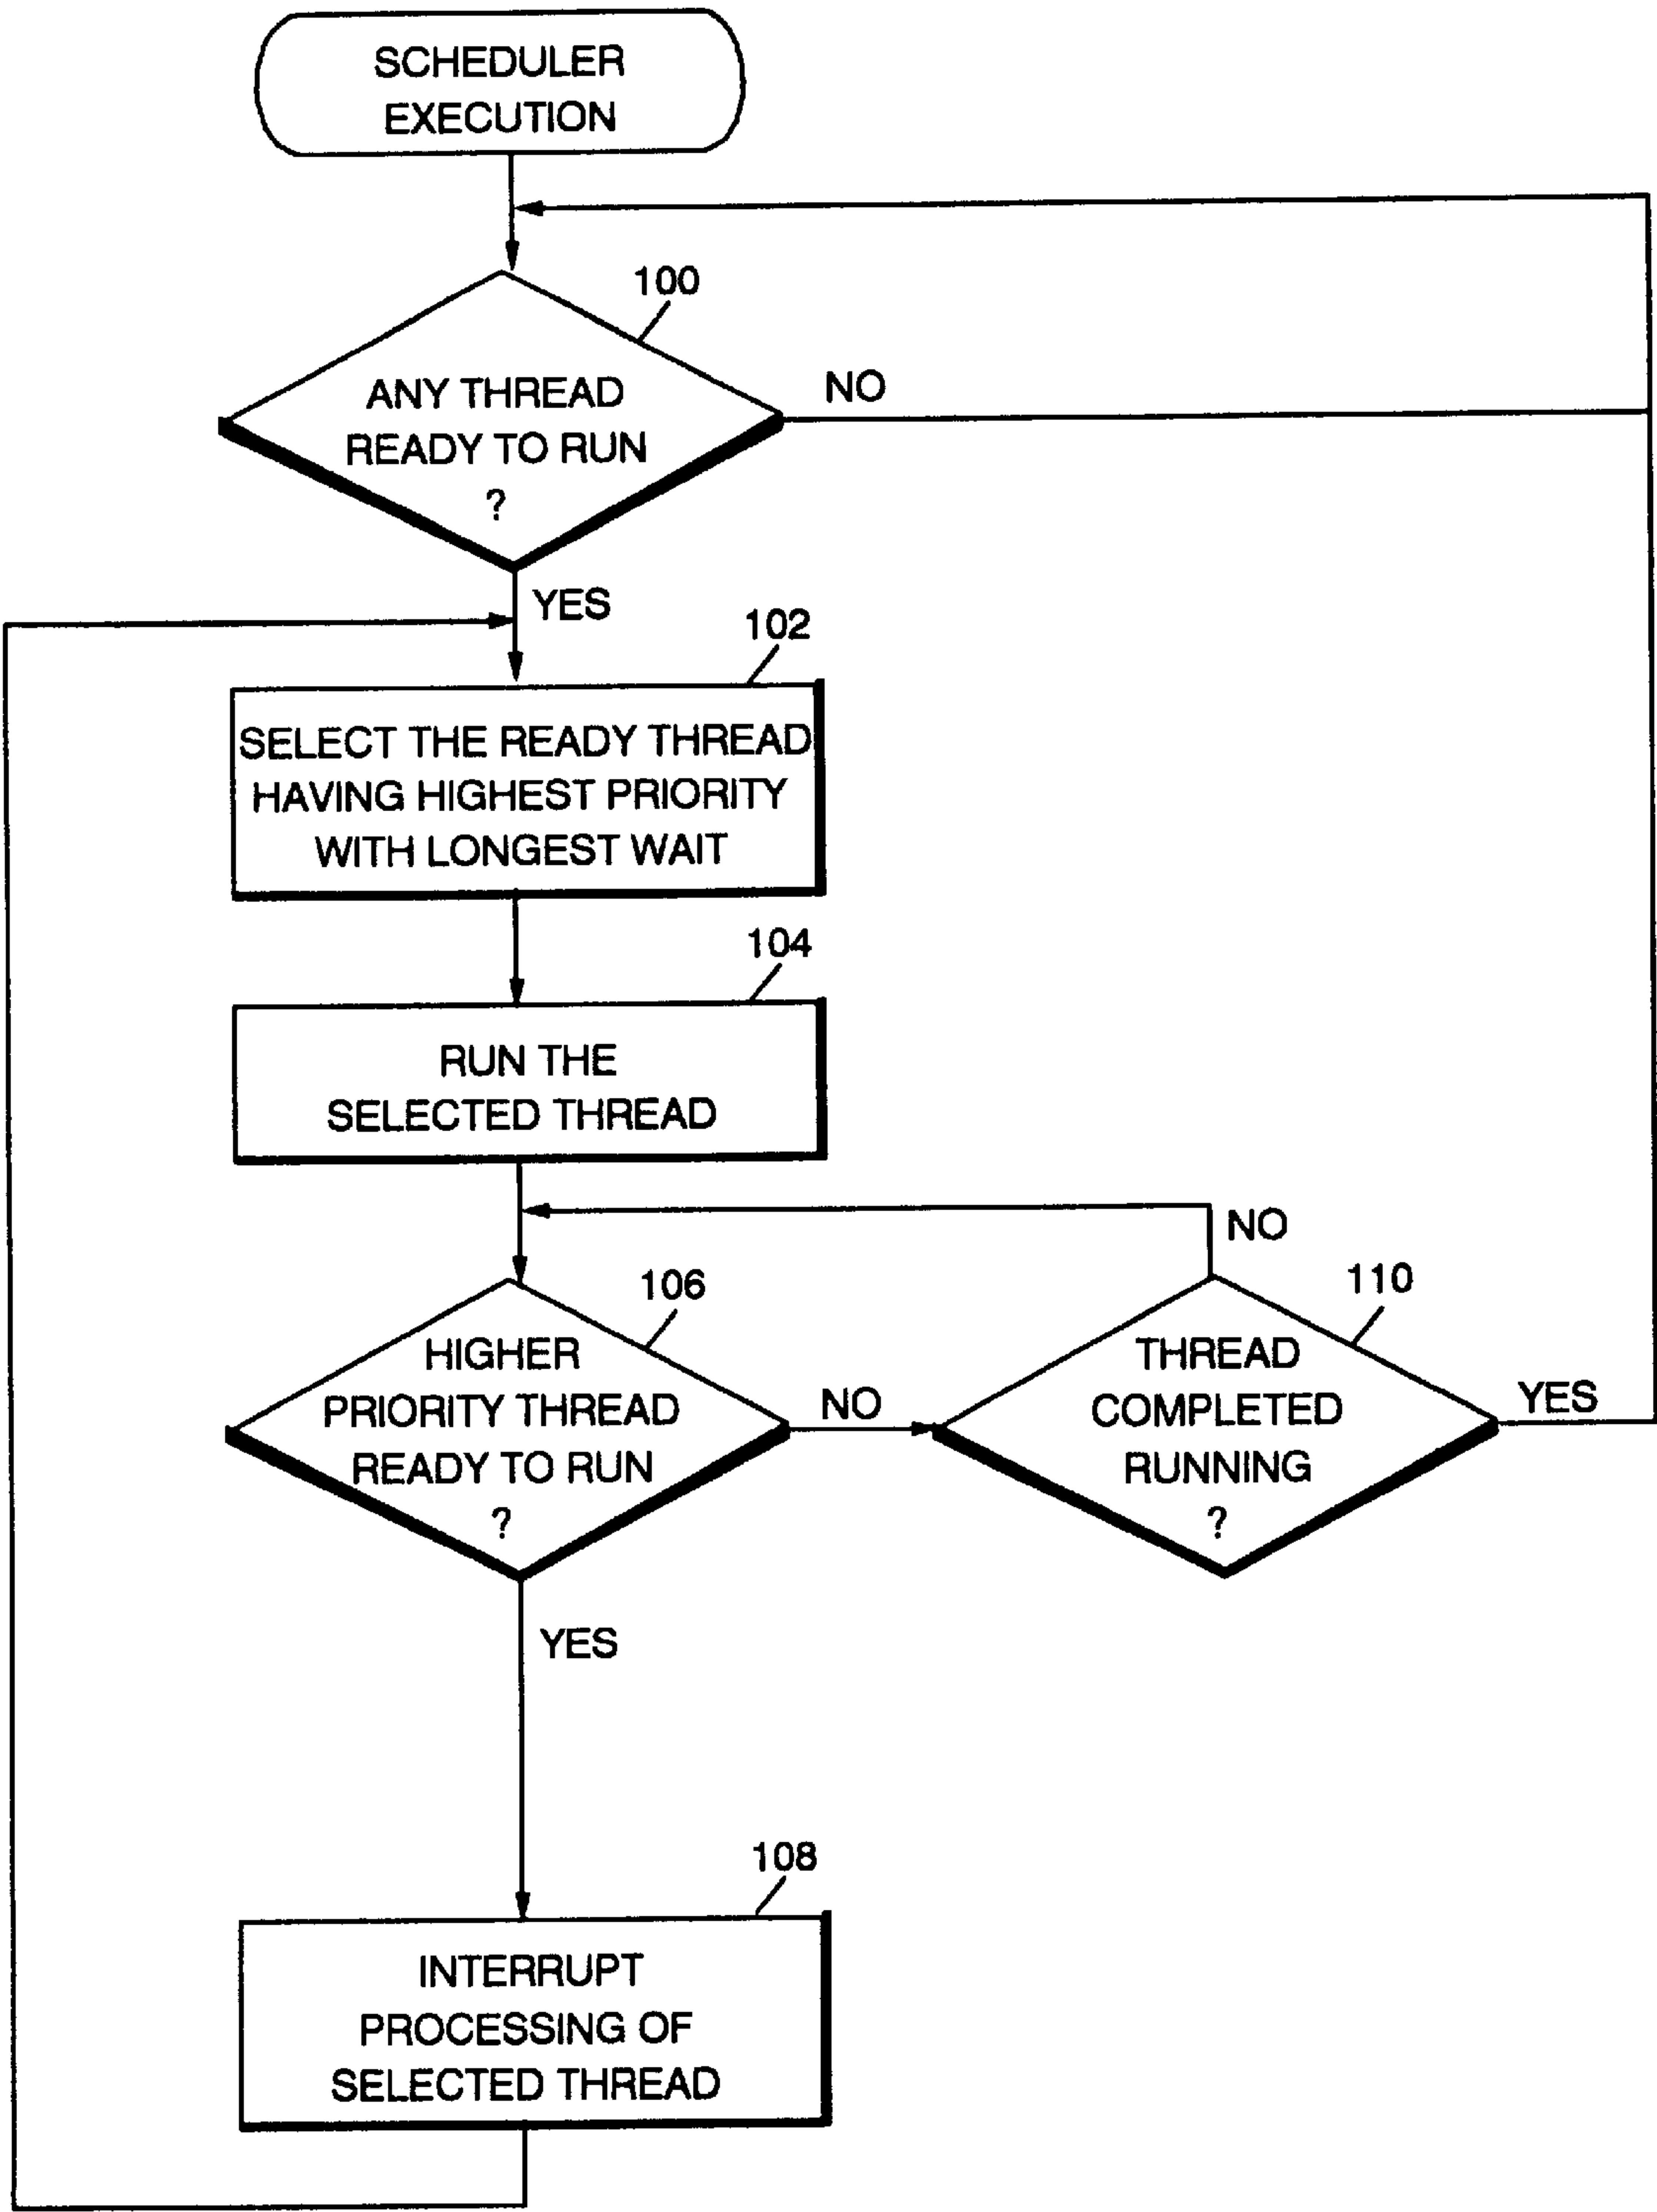 SCHEDULER
EXECUTION
100
ANY THREAD
READY TO RUN
?
NO
YES
102
SELECT THE READY THREAD
HAVING HIGHEST PRIORITY
WITH LONGEST WAIT
104
RUN THE
SELECTED THREAD
NO
106
HIGHER
PRIORITY THREAD
READY TO RUN
?
NO
110
THREAD
COMPLETED
RUNNING
?
YES
YES
108
INTERRUPT
PROCESSING OF
SELECTED THREAD